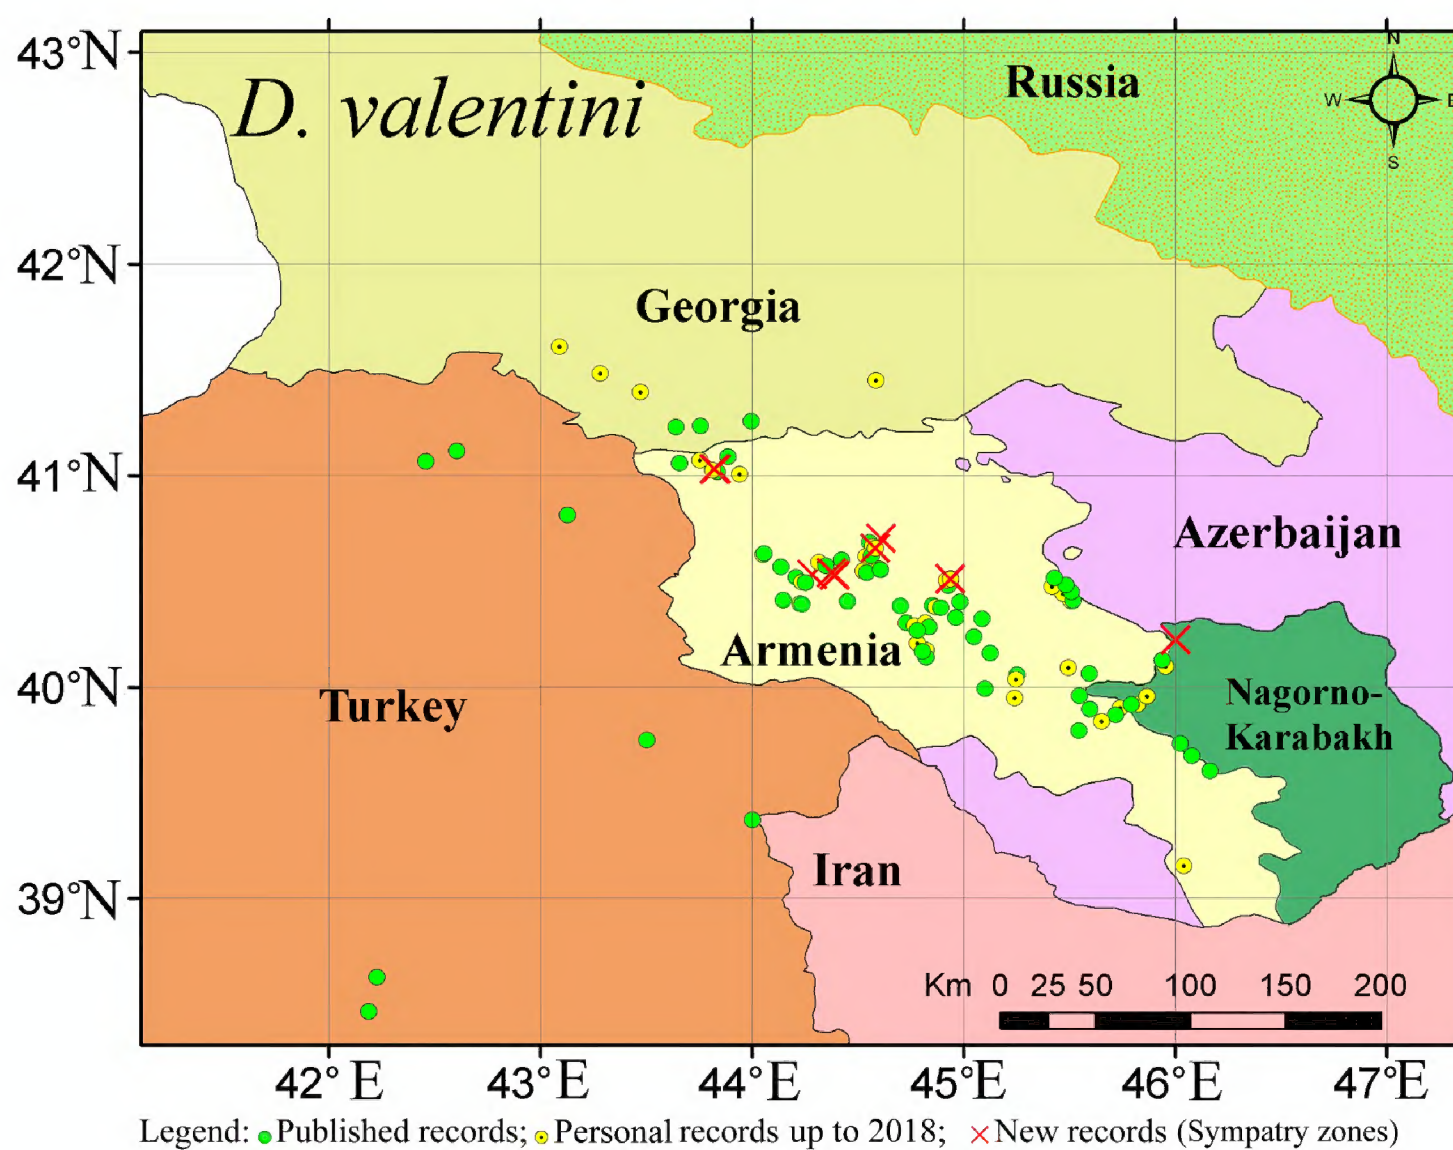 43°N
D. valentini
Russia
N
W
E
S
42°N
Georgia
41°N
Azerbaijan
Armenia
40°N
Turkey
Nagorno-
Karabakh
Iran
39°N
Km 0 25 50 100 150 200
42°E 43°E 44°E 45°E 46°E 47°E
Legend: Published records; Personal records up to 2018; New records (Sympatry zones)